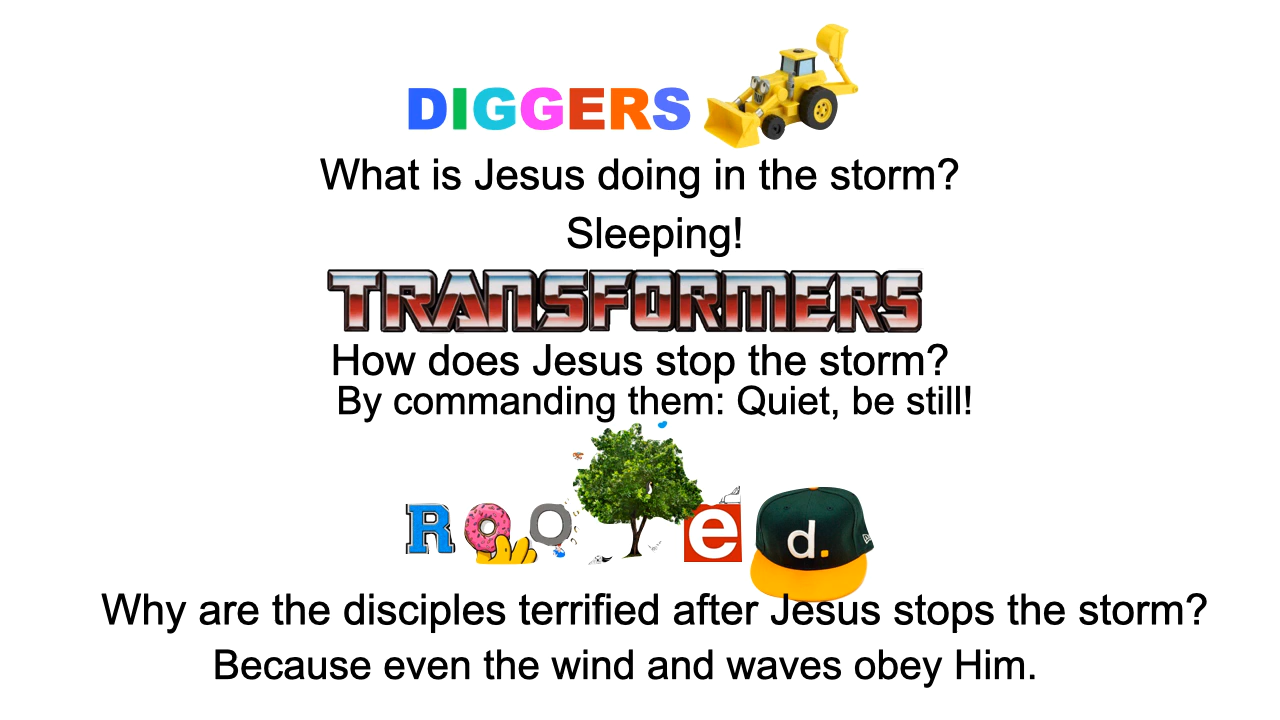 DIGGERS
What is Jesus doing in the storm?
Sleeping!
TRANSFORMERS
How does Jesus stop the storm?
By commanding them: Quiet, be still!
ROOTed.
Why are the disciples terrified after Jesus stops the storm?
Because even the wind and waves obey Him.